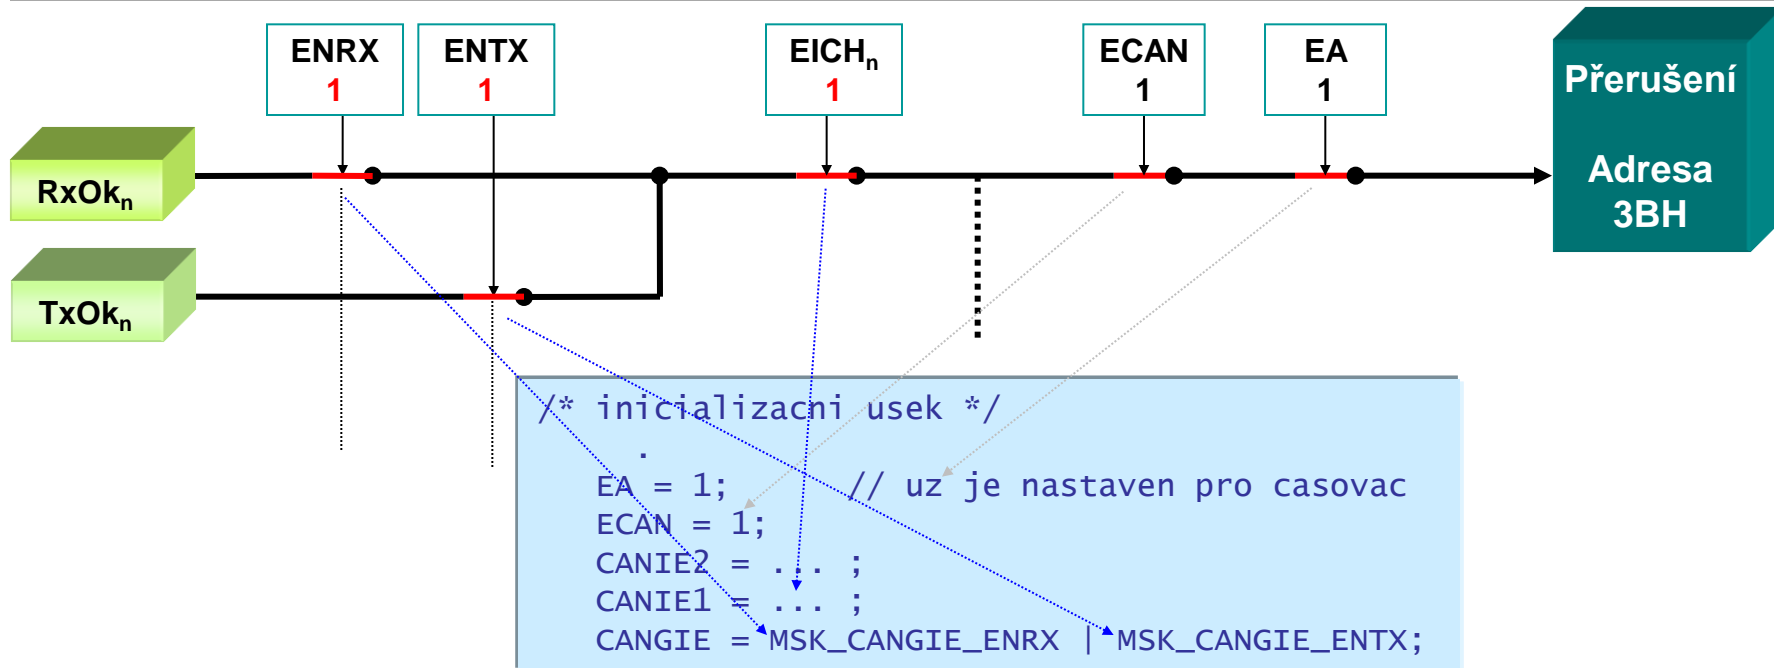 ENRX
1
ENTX
1
EICHn
1
ECAN
1
EA
1
Přerušení
Adresa
3BH
RxOkn
TxOkn
/* inicializacni usek */
.
EA = 1; // uz je nastaven pro casovac
ECAN = 1;
CANIE2 = ... ;
CANIE1 = ... ;
CANGIE = MSK_CANGIE_ENRX | MSK_CANGIE_ENTX;